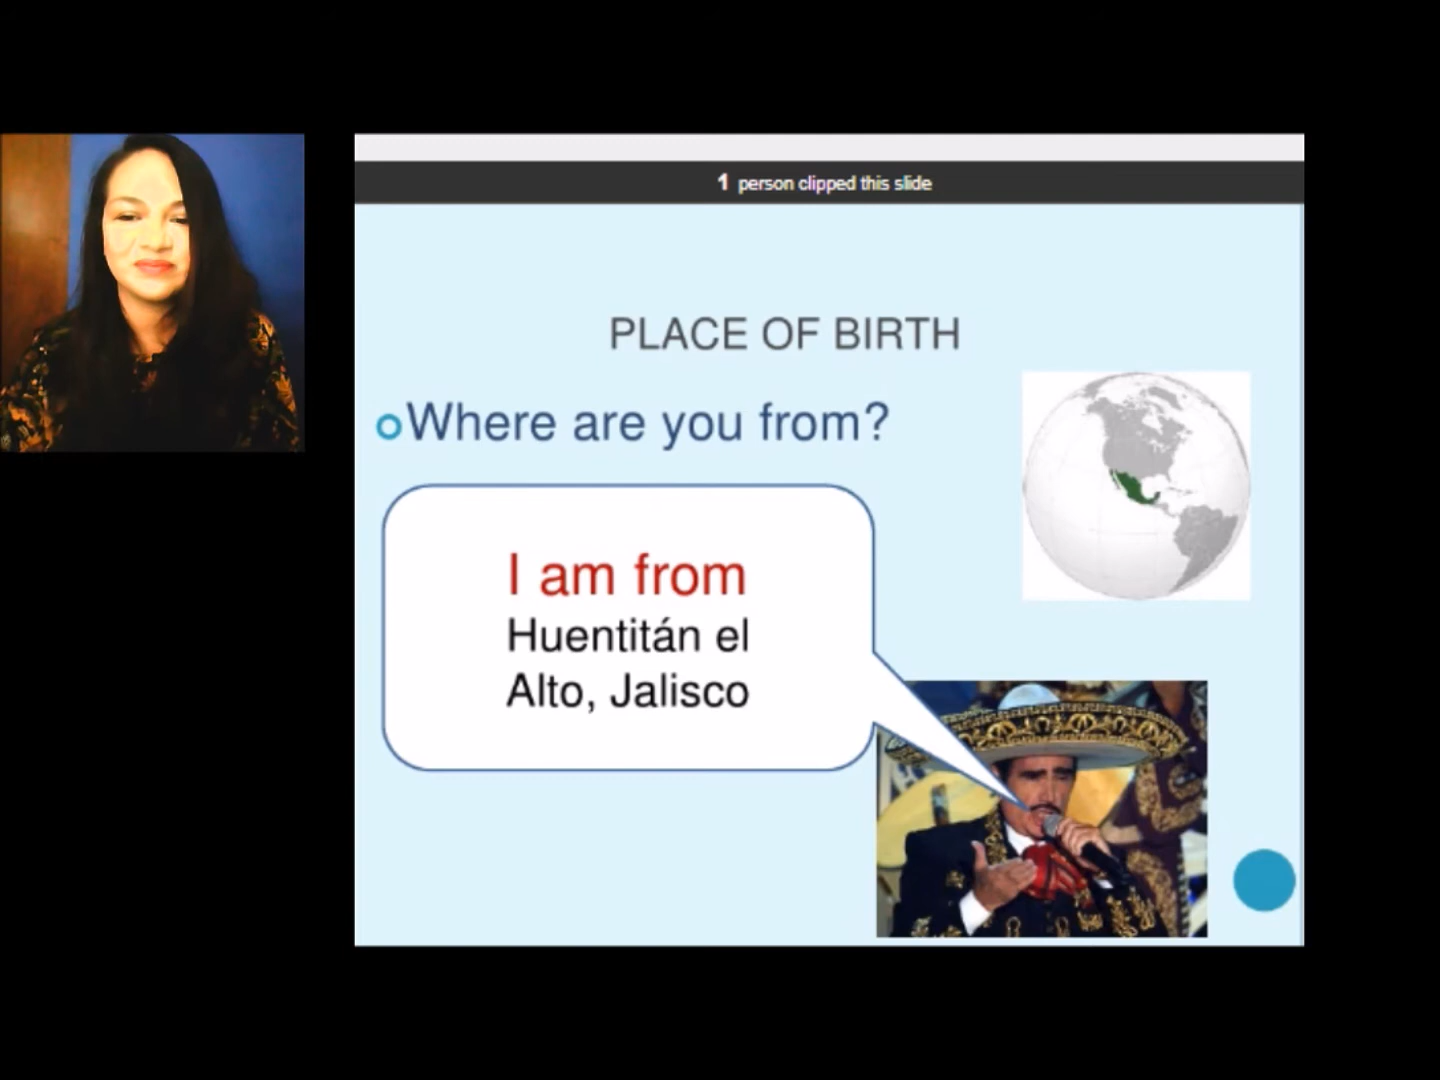 1 person clipped this slide
PLACE OF BIRTH
Where are you from?
I am from
Huentitán el
Alto, Jalisco